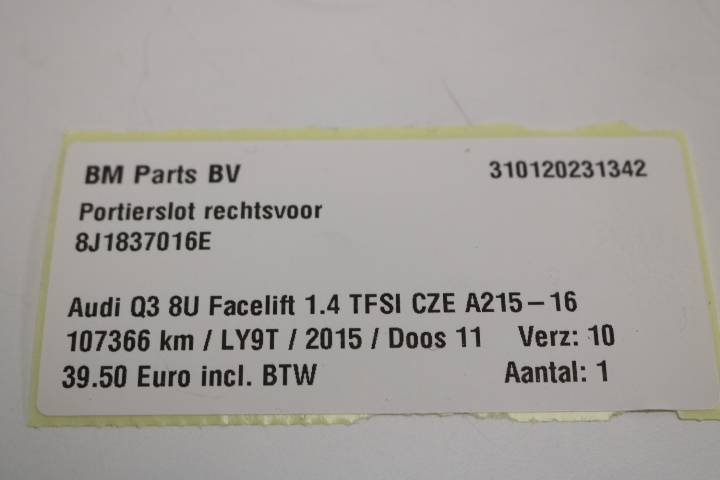 BM Parts BV 310120231342
Portierslot rechtsvoor
8J1837016E
Audi Q3 8U Facelift 1.4 TFSI CZE A215-16
107366 km / LY9T / 2015 / Doos 11 Verz: 10
39.50 Euro incl. BTW Aantal: 1